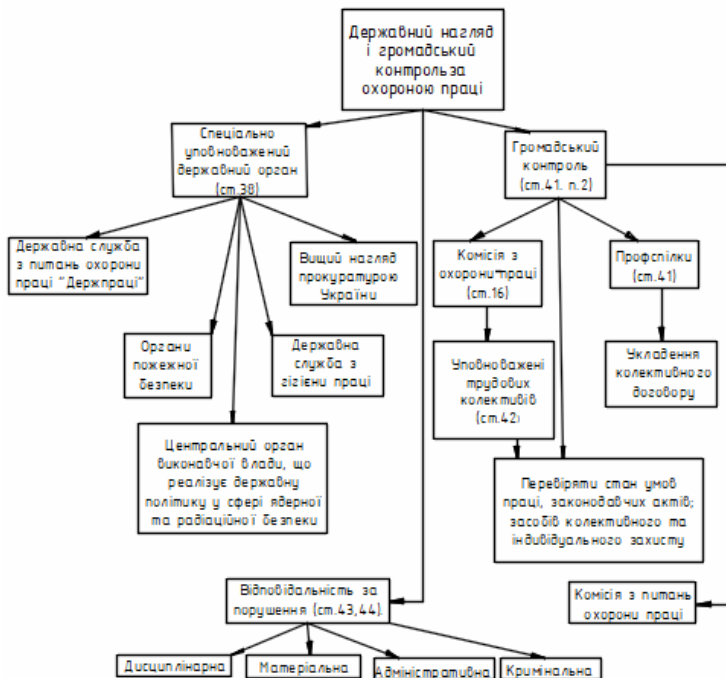 Державний нагляд
і громадський
контрольза
охороною праці
Спеціально
уповноважений
державний орган
(ст.38)
Громадський
контроль
(ст.41. п.2)
Державна служба
з питань охорони
праці "Держпраці"
Вищий нагляд
прокуратурою
України
Комісія з
охорони праці
(ст.16)
Профспілки
(ст.41)
Органи
пожежної
безпеки
Державна
служба з
гігієни праці
Уповноважені
трудових
колективів
(ст.42)
Укладення
колективного
договору
Центральний орган
виконавчої влади, що
реалізує державну
політику у сфері ядерної
та радіаційної безпеки
Перевіряти стан умов
праці, законодавчих актів;
засобів колективного та
індивідуального захисту
Відповідальність за
порушення (ст.43,44).
Комісія з питань
охорони праці
Дисциплінарна
Матеріальна
Адміністративна
Кримінальна